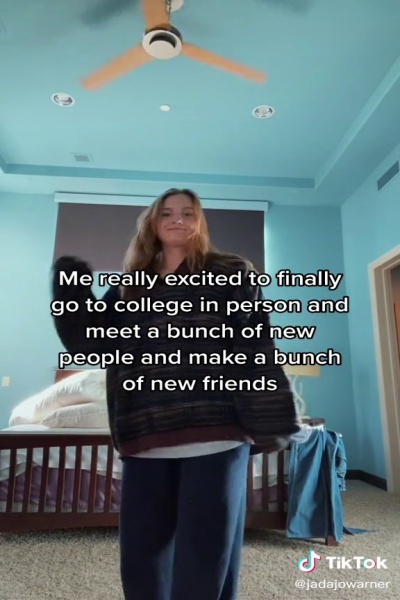 Me really excited to finally
go to college in person and
meet a bunch of new
people and make a bunch
of new friends
TikTok
@jadajowarner